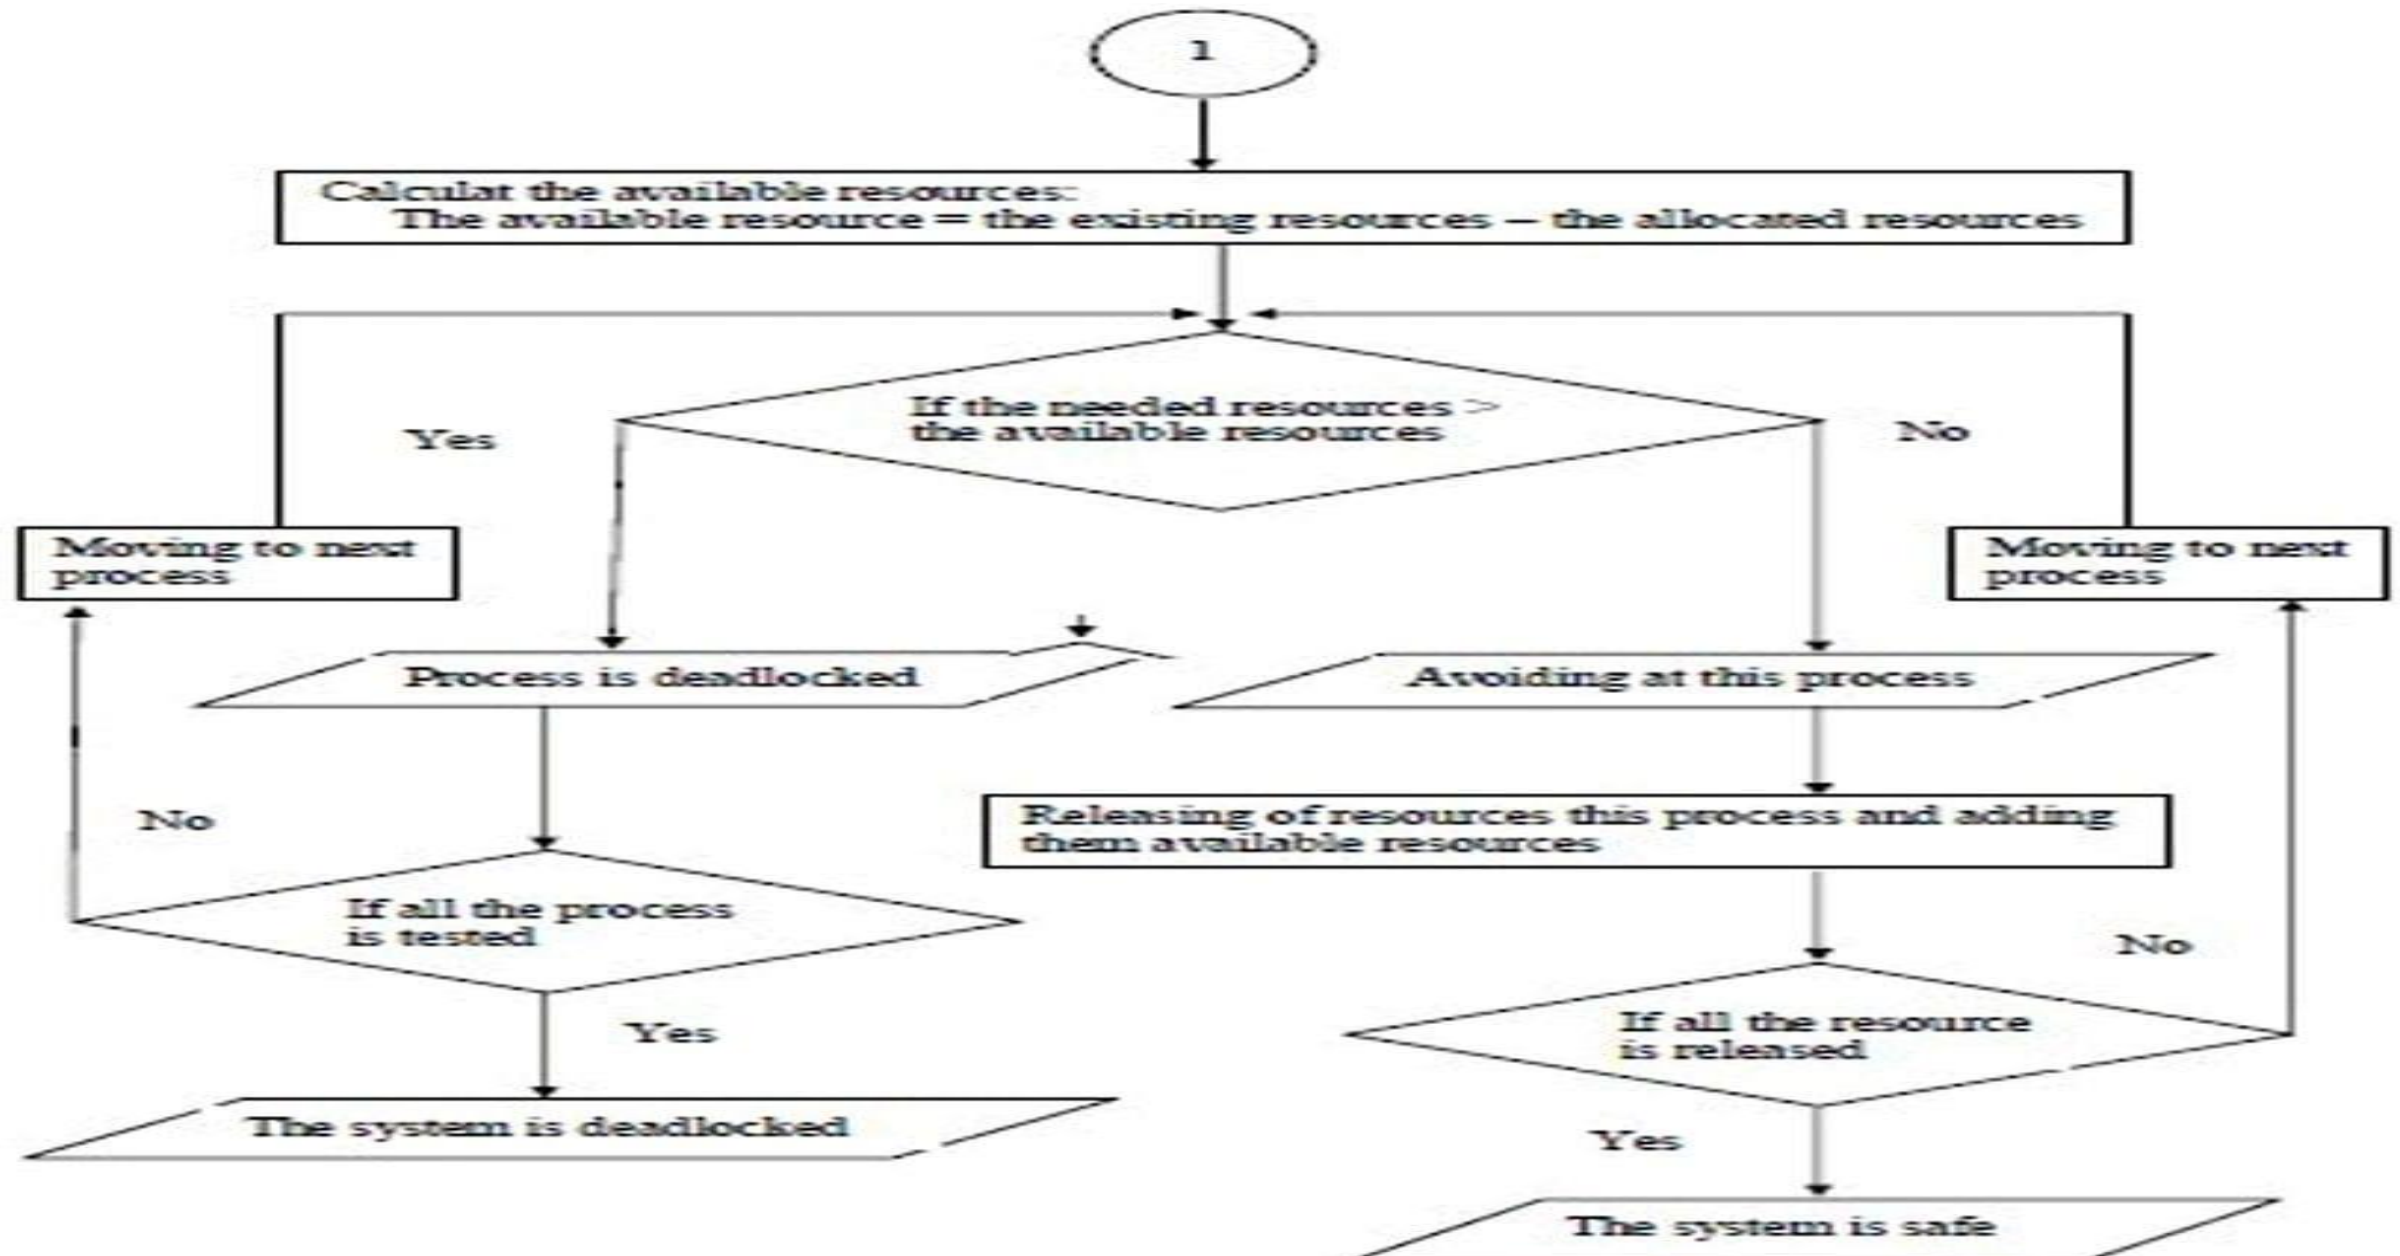 1
Calculat the available resources:
The available resource = the existing resources – the allocated resources
If the needed resources >
the available resources
Yes
No
Moving to next
process
Moving to next
process
Process is deadlocked
Avoiding at this process
No
Releasing of resources this process and adding
them available resources
If all the process
is tested
No
If all the resource
is released
Yes
The system is deadlocked
Yes
The system is safe